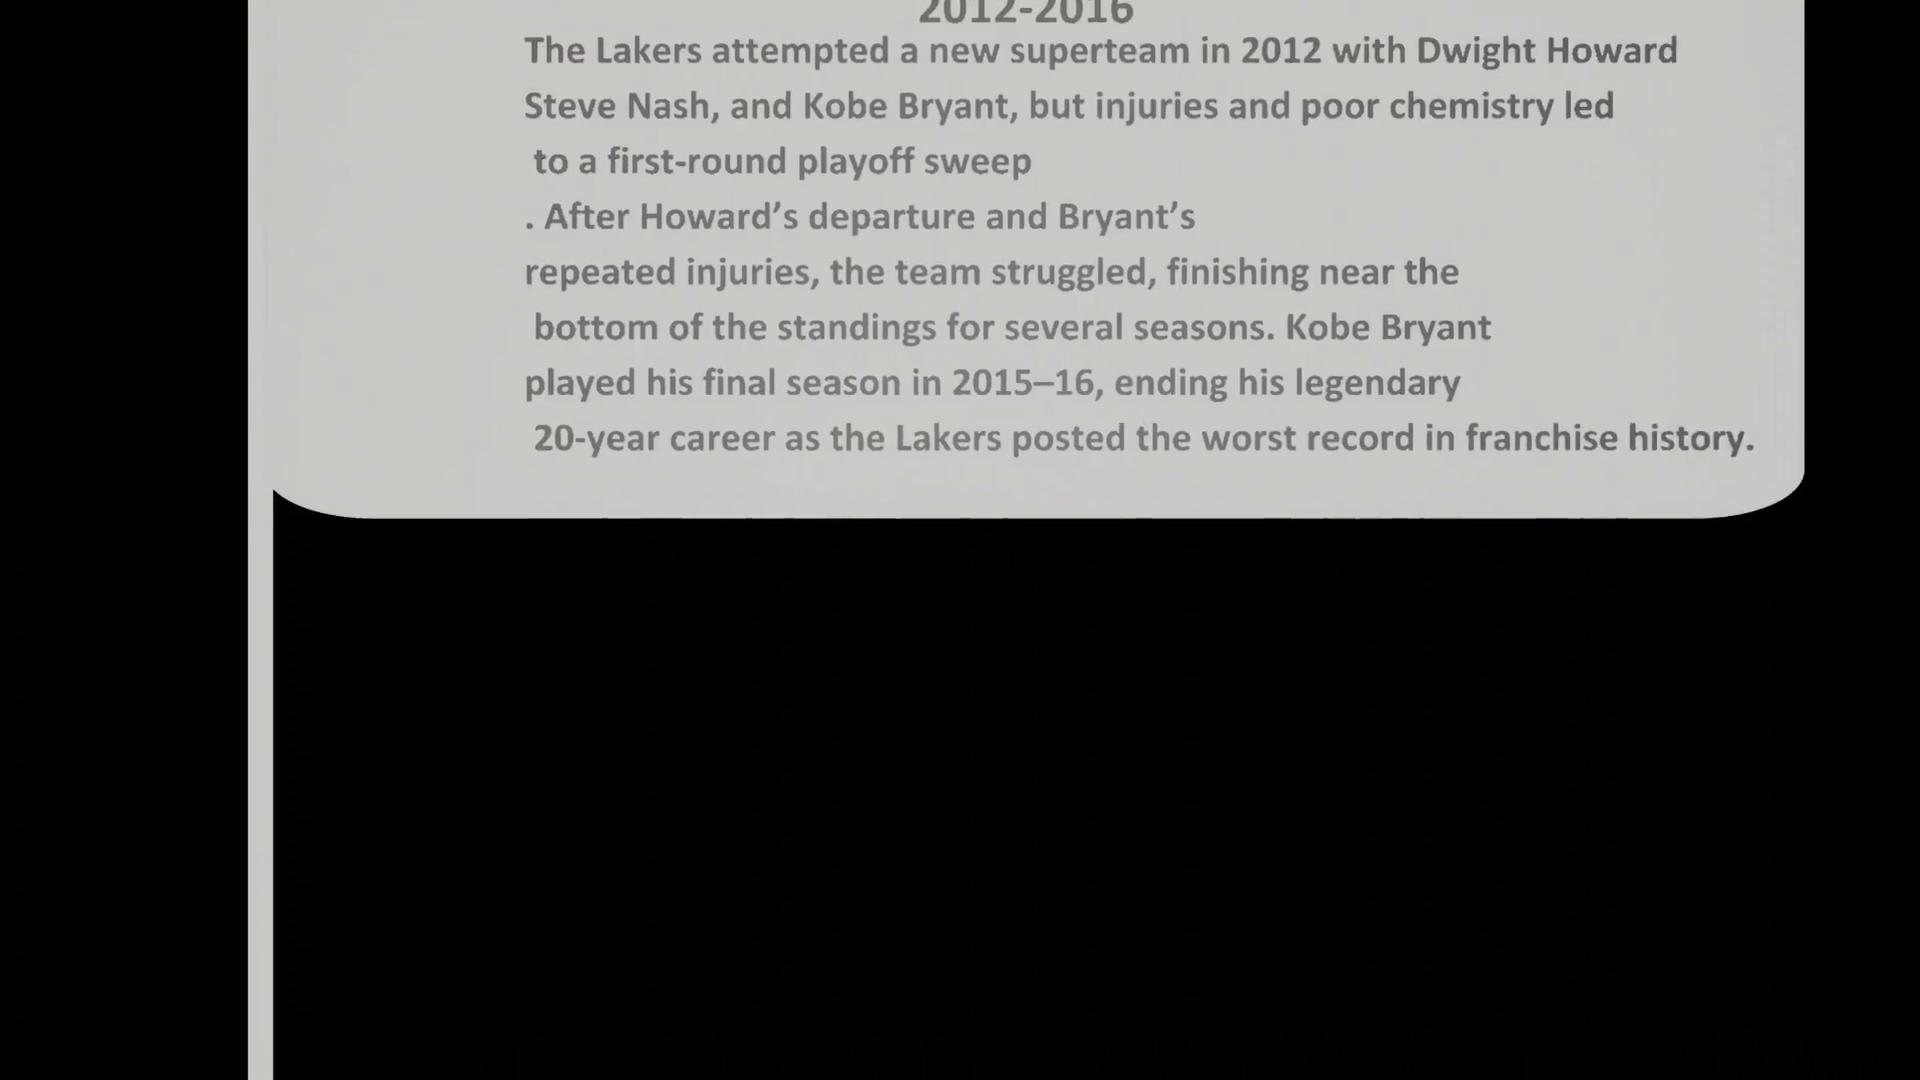 2012-2016
The Lakers attempted a new superteam in 2012 with Dwight Howard
Steve Nash, and Kobe Bryant, but injuries and poor chemistry led
to a first-round playoff sweep
. After Howard’s departure and Bryant’s
repeated injuries, the team struggled, finishing near the
bottom of the standings for several seasons. Kobe Bryant
played his final season in 2015–16, ending his legendary
20-year career as the Lakers posted the worst record in franchise history.